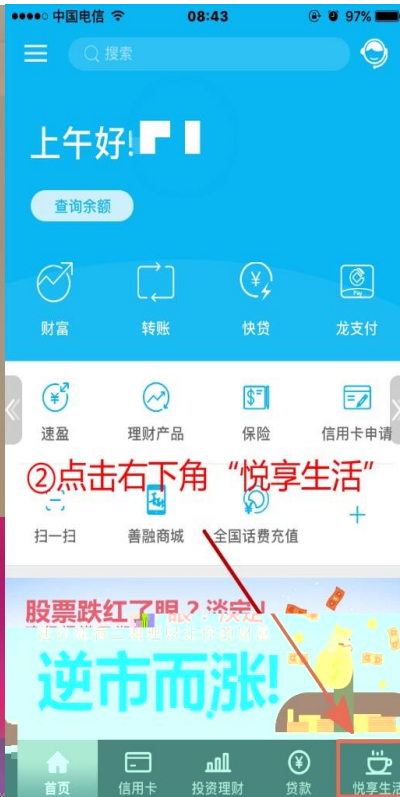 中国电信 08:43 97%
搜索
上午好!
查询余额
财富 转账 快贷 龙支付
速盈 理财产品 保险 信用卡申请
②点击右下角“悦享生活”
扫一扫 善融商城 全国话费充值
股票跌红了眼?淡定!
逆市而涨!
首页 信用卡 投资理财 贷款 悦享生活